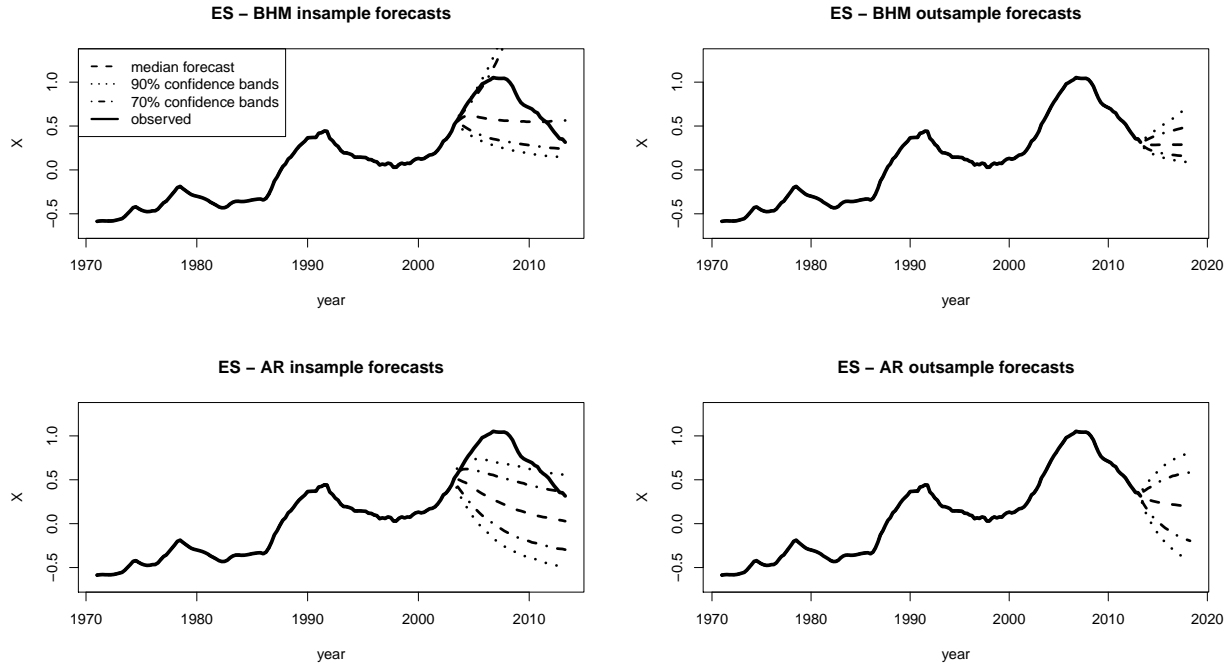 ES − BHM insample forecasts
median forecast
90% confidence bands
70% confidence bands
observed
X
−0.5
0.0
0.5
1.0
1970
1980
1990
2000
2010
year
ES − BHM outsample forecasts
X
−0.5
0.0
0.5
1.0
1970
1980
1990
2000
2010
2020
year
ES − AR insample forecasts
X
−0.5
0.0
0.5
1.0
1970
1980
1990
2000
2010
year
ES − AR outsample forecasts
X
−0.5
0.0
0.5
1.0
1970
1980
1990
2000
2010
2020
year